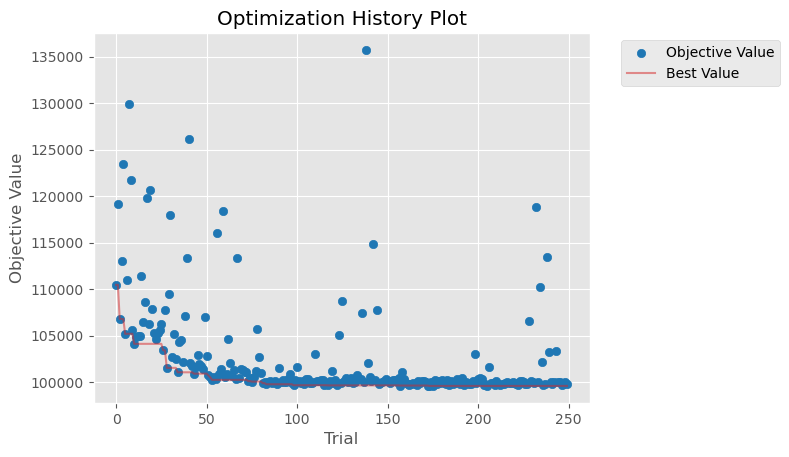 Optimization History Plot
Objective Value
Best Value
Objective Value
135000
130000
125000
120000
115000
110000
105000
100000
0
50
100
150
200
250
Trial